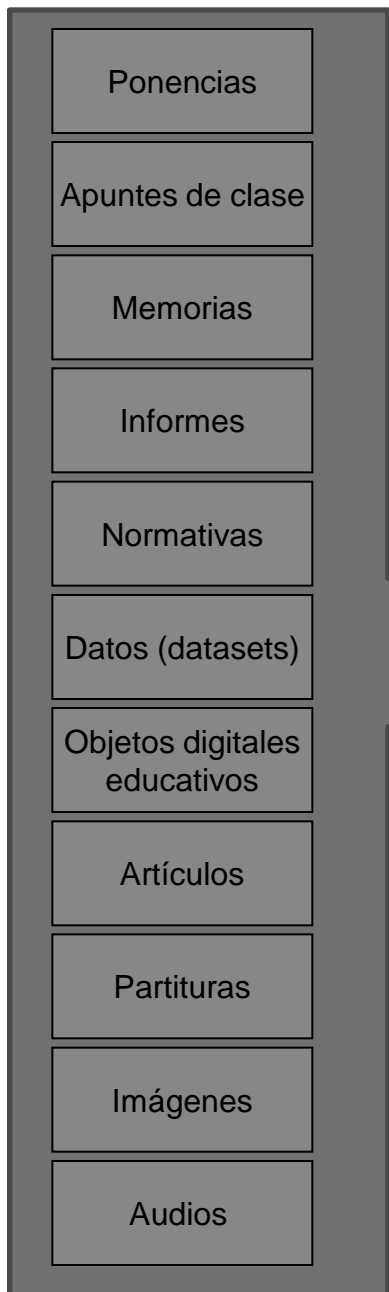 Ponencias
Apuntes de clase
Memorias
Informes
Normativas
Datos (datasets)
Objetos digitales
educativos
Artículos
Partituras
Imágenes
Audios